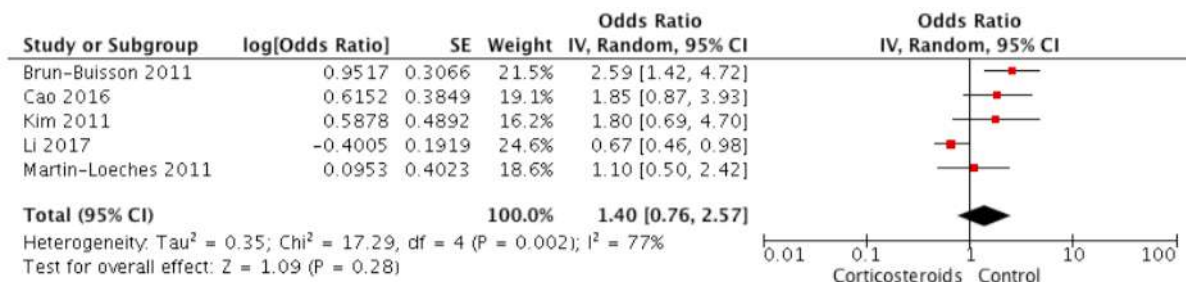 Odds Ratio Odds Ratio
Study or Subgroup log[Odds Ratio] SE Weight IV, Random, 95% CI IV, Random, 95% CI
Brun-Buisson 2011 0.9517 0.3066 21.5% 2.59 [1.42, 4.72]
Cao 2016 0.6152 0.3849 19.1% 1.85 [0.87, 3.93]
Kim 2011 0.5878 0.4892 16.2% 1.80 [0.69, 4.70]
Li 2017 -0.4005 0.1919 24.6% 0.67 [0.46, 0.98]
Martin-Loeches 2011 0.0953 0.4023 18.6% 1.10 [0.50, 2.42]
Total (95% CI) 100.0% 1.40 [0.76, 2.57]
Heterogeneity: Tau² = 0.35; Chi² = 17.29, df = 4 (P = 0.002); I² = 77%
Test for overall effect: Z = 1.09 (P = 0.28)
0.01 0.1 1 10 100
Corticosteroids Control